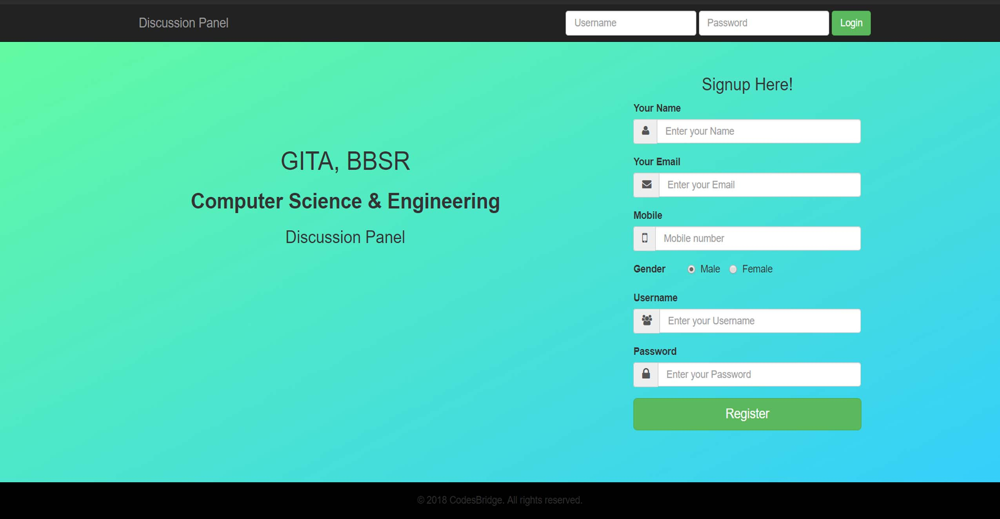 Discussion Panel
Username
Password
Login
GITA, BBSR
Computer Science & Engineering
Discussion Panel
Signup Here!
Your Name
Enter your Name
Your Email
Enter your Email
Mobile
Mobile number
Gender Male Female
Username
Enter your Username
Password
Enter your Password
Register
© 2018 CodesBridge. All rights reserved.